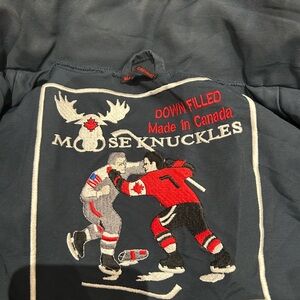 DOWN FILLED
Made In Canada
MOOSE KNUCKLES
7